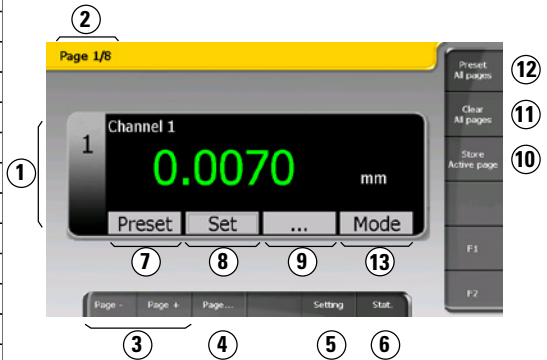 2
Page 1/8
Preset
All pages
12
Clear
All pages
11
Store
Active page
10
1
1
Channel 1
0.0070
mm
Preset
Set
...
Mode
7
8
9
13
F1
F2
Page -
Page +
Page...
Setting
Stat.
3
4
5
6